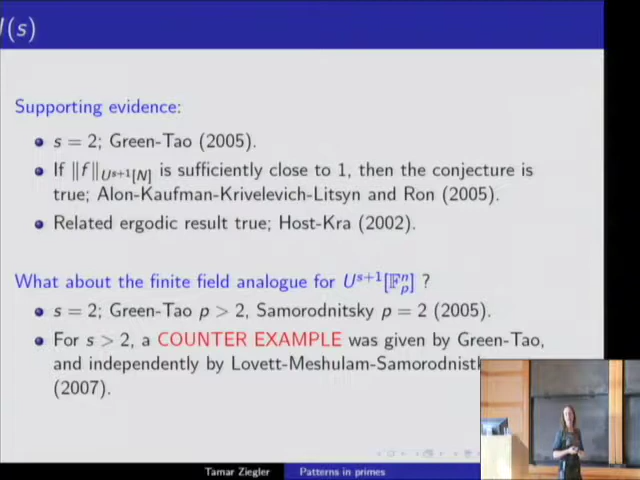 (s)
Supporting evidence:
s = 2; Green-Tao (2005).
If ‖f‖_{U^{s+1}[N]} is sufficiently close to 1, then the conjecture is
true; Alon-Kaufman-Krivelevich-Litsyn and Ron (2005).
Related ergodic result true; Host-Kra (2002).
What about the finite field analogue for U^{s+1}[𝔽_p^n] ?
s = 2; Green-Tao p > 2, Samorodnitsky p = 2 (2005).
For s > 2, a COUNTER EXAMPLE was given by Green-Tao,
and independently by Lovett-Meshulam-
(2007).
Tamar Ziegler Patterns in primes